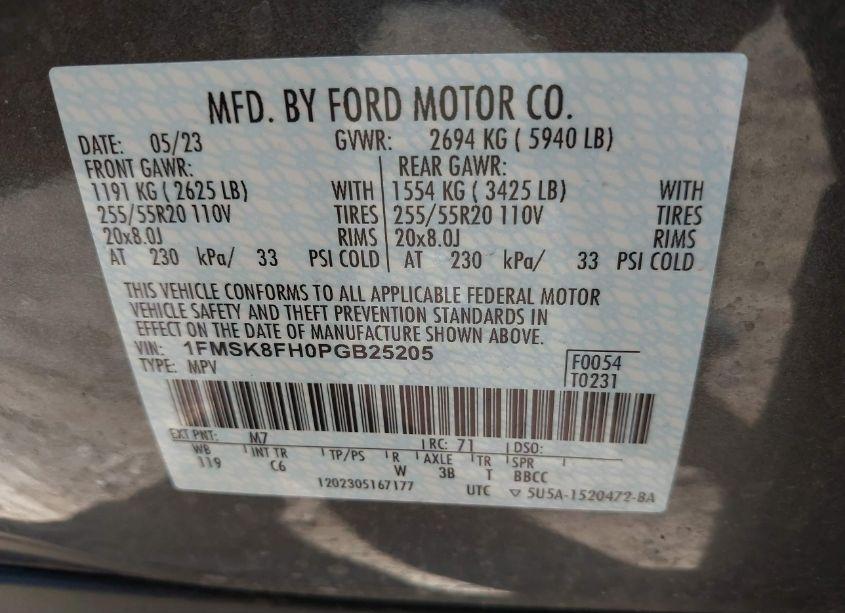 MFD. BY FORD MOTOR CO.
DATE: 05/23 GVWR: 2694 KG ( 5940 LB)
FRONT GAWR: REAR GAWR:
1191 KG ( 2625 LB) WITH 1554 KG ( 3425 LB) WITH
255/55R20 110V TIRES 255/55R20 110V TIRES
20x8.0J RIMS 20x8.0J RIMS
AT 230 kPa/ 33 PSI COLD AT 230 kPa/ 33 PSI COLD
THIS VEHICLE CONFORMS TO ALL APPLICABLE FEDERAL MOTOR
VEHICLE SAFETY AND THEFT PREVENTION STANDARDS IN
EFFECT ON THE DATE OF MANUFACTURE SHOWN ABOVE.
VIN: 1FMSK8FH0PGB25205 F0054
TYPE: MPV T0231
EXT PNT: M7 RC: 71 DSO:
WB INT TR TP/PS R AXLE TR SPR
119 C6 W 3B T BBCC
1202305167177 UTC ▽ 5U5A-1520472-BA